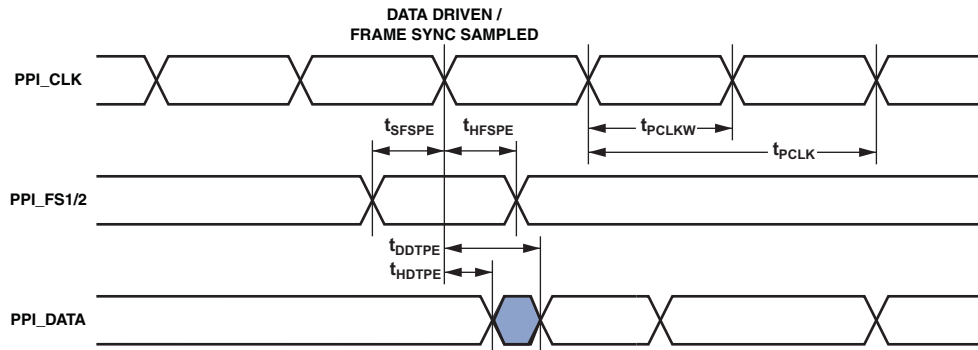 DATA DRIVEN /
FRAME SYNC SAMPLED
PPI_CLK
tSFSPE
tHFSPE
tPCLKW
tPCLK
PPI_FS1/2
tDDTPE
tHDTPE
PPI_DATA